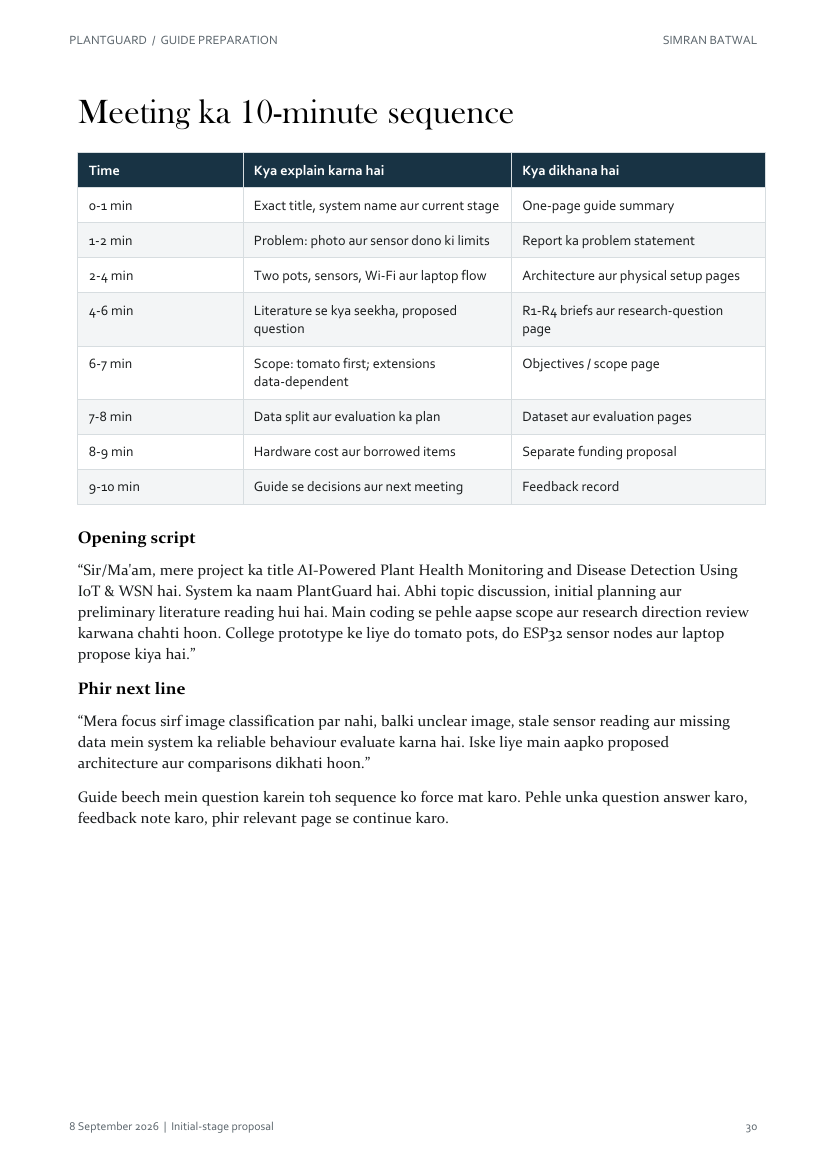 PLANTGUARD / GUIDE PREPARATION SIMRAN BATWAL
Meeting ka 10-minute sequence
Time Kya explain karna hai Kya dikhana hai
0-1 min Exact title, system name aur current stage One-page guide summary
1-2 min Problem: photo aur sensor dono ki limits Report ka problem statement
2-4 min Two pots, sensors, Wi-Fi aur laptop flow Architecture aur physical setup pages
4-6 min Literature se kya seekha, proposed question R1-R4 briefs aur research-question page
6-7 min Scope: tomato first; extensions data-dependent Objectives / scope page
7-8 min Data split aur evaluation ka plan Dataset aur evaluation pages
8-9 min Hardware cost aur borrowed items Separate funding proposal
9-10 min Guide se decisions aur next meeting Feedback record
Opening script
“Sir/Ma'am, mere project ka title AI-Powered Plant Health Monitoring and Disease Detection Using
IoT & WSN hai. System ka naam PlantGuard hai. Abhi topic discussion, initial planning aur
preliminary literature reading hui hai. Main coding se pehle aapse scope aur research direction review
karwana chahti hoon. College prototype ke liye do tomato pots, do ESP32 sensor nodes aur laptop
propose kiya hai.”
Phir next line
“Mera focus sirf image classification par nahi, balki unclear image, stale sensor reading aur missing
data mein system ka reliable behaviour evaluate karna hai. Iske liye main aapko proposed
architecture aur comparisons dikhati hoon.”
Guide beech mein question karein toh sequence ko force mat karo. Pehle unka question answer karo,
feedback note karo, phir relevant page se continue karo.
8 September 2026 | Initial-stage proposal 30